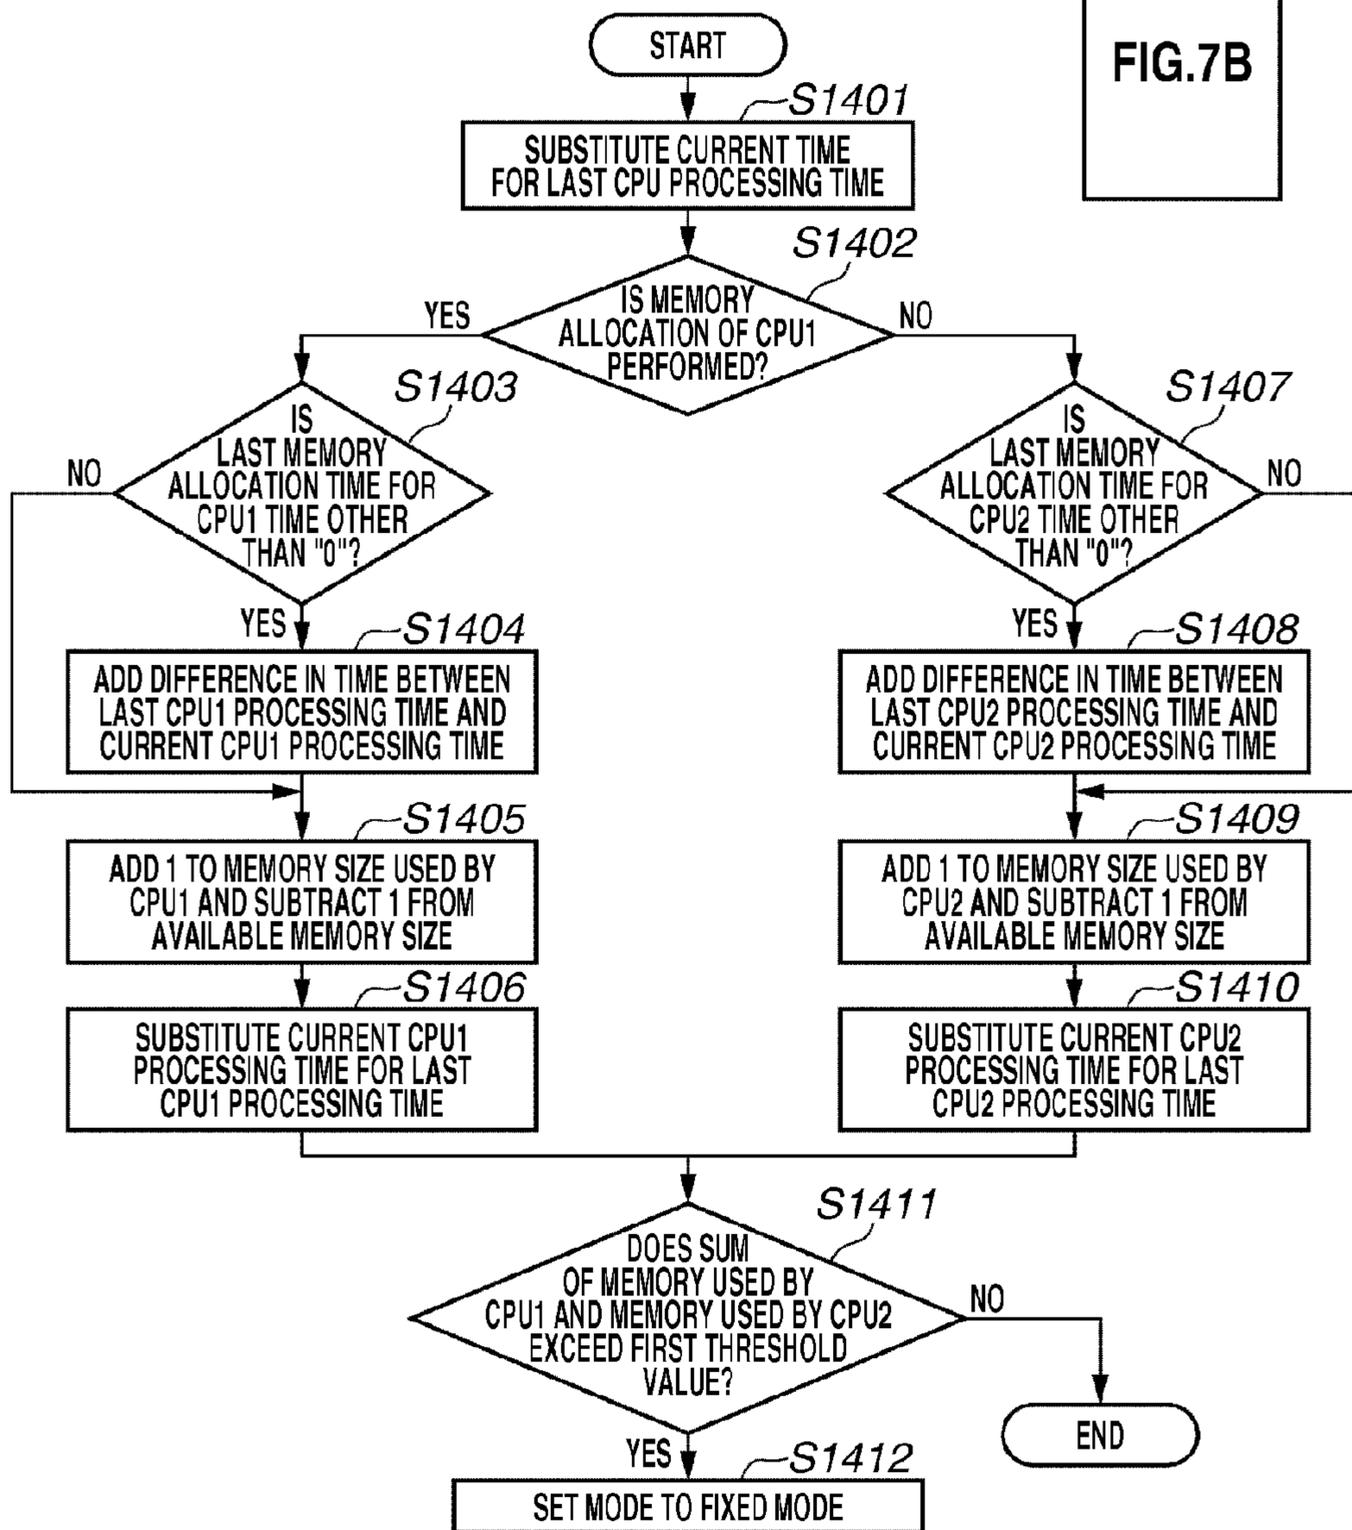 START
FIG.7B
S1401
SUBSTITUTE CURRENT TIME
FOR LAST CPU PROCESSING TIME
S1402
IS MEMORY
ALLOCATION OF CPU1
PERFORMED?
YES
NO
S1403
IS
LAST MEMORY
ALLOCATION TIME FOR
CPU1 TIME OTHER
THAN "0"?
NO
YES
S1407
IS
LAST MEMORY
ALLOCATION TIME FOR
CPU2 TIME OTHER
THAN "0"?
NO
YES
S1404
ADD DIFFERENCE IN TIME BETWEEN
LAST CPU1 PROCESSING TIME AND
CURRENT CPU1 PROCESSING TIME
S1408
ADD DIFFERENCE IN TIME BETWEEN
LAST CPU2 PROCESSING TIME AND
CURRENT CPU2 PROCESSING TIME
S1405
ADD 1 TO MEMORY SIZE USED BY
CPU1 AND SUBTRACT 1 FROM
AVAILABLE MEMORY SIZE
S1409
ADD 1 TO MEMORY SIZE USED BY
CPU2 AND SUBTRACT 1 FROM
AVAILABLE MEMORY SIZE
S1406
SUBSTITUTE CURRENT CPU1
PROCESSING TIME FOR LAST
CPU1 PROCESSING TIME
S1410
SUBSTITUTE CURRENT CPU2
PROCESSING TIME FOR LAST
CPU2 PROCESSING TIME
S1411
DOES SUM
OF MEMORY USED BY
CPU1 AND MEMORY USED BY CPU2
EXCEED FIRST THRESHOLD
VALUE?
NO
END
YES
S1412
SET MODE TO FIXED MODE